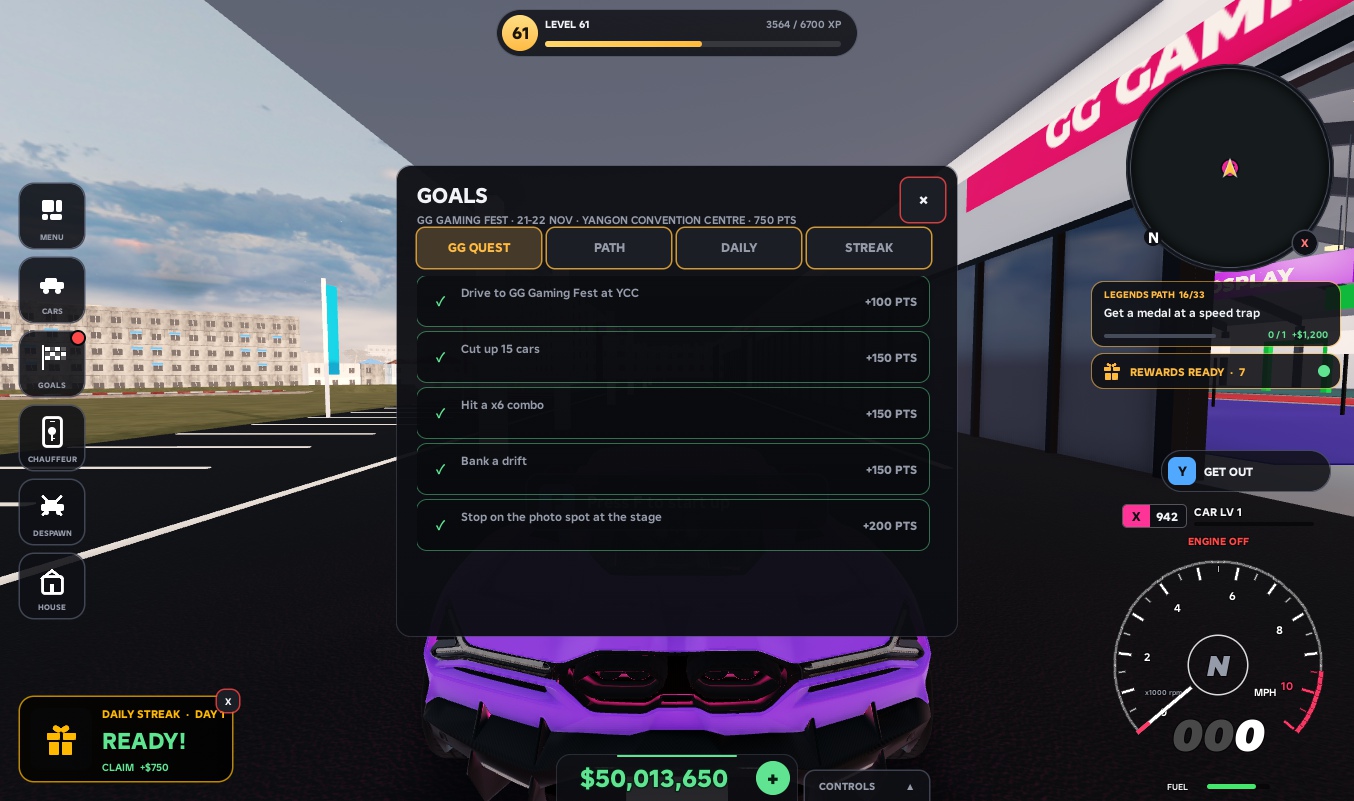 61
LEVEL 61
3564 / 6700 XP
GG GAMI
N
X
MENU
CARS
GOALS
CHAUFFEUR
DESPAWN
HOUSE
GOALS
×
GG GAMING FEST · 21-22 NOV · YANGON CONVENTION CENTRE · 750 PTS
GG QUEST
PATH
DAILY
STREAK
✓ Drive to GG Gaming Fest at YCC +100 PTS
✓ Cut up 15 cars +150 PTS
✓ Hit a x6 combo +150 PTS
✓ Bank a drift +150 PTS
✓ Stop on the photo spot at the stage +200 PTS
LEGENDS PATH 16/33
Get a medal at a speed trap
0/1 +$1,200
REWARDS READY · 7
Y GET OUT
X 942 CAR LV 1
ENGINE OFF
2
4
6
8
10
x1000 rpm
N
MPH
000
FUEL
DAILY STREAK · DAY 1
X
READY!
CLAIM +$750
$50,013,650
+
CONTROLS ▲